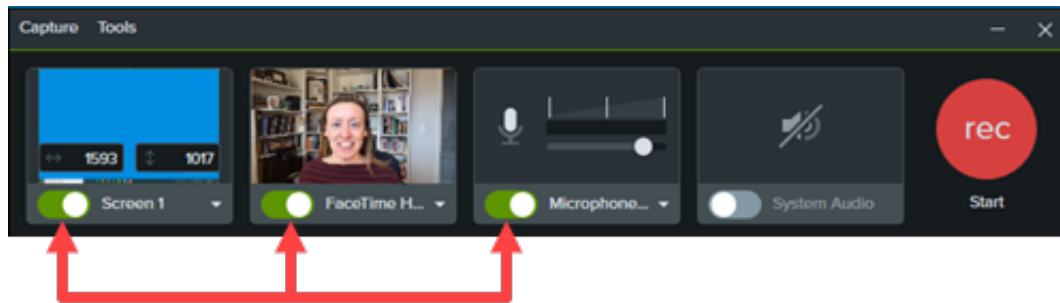 Capture Tools
1593 1017
Screen 1
FaceTime H...
Microphone...
System Audio
rec
Start